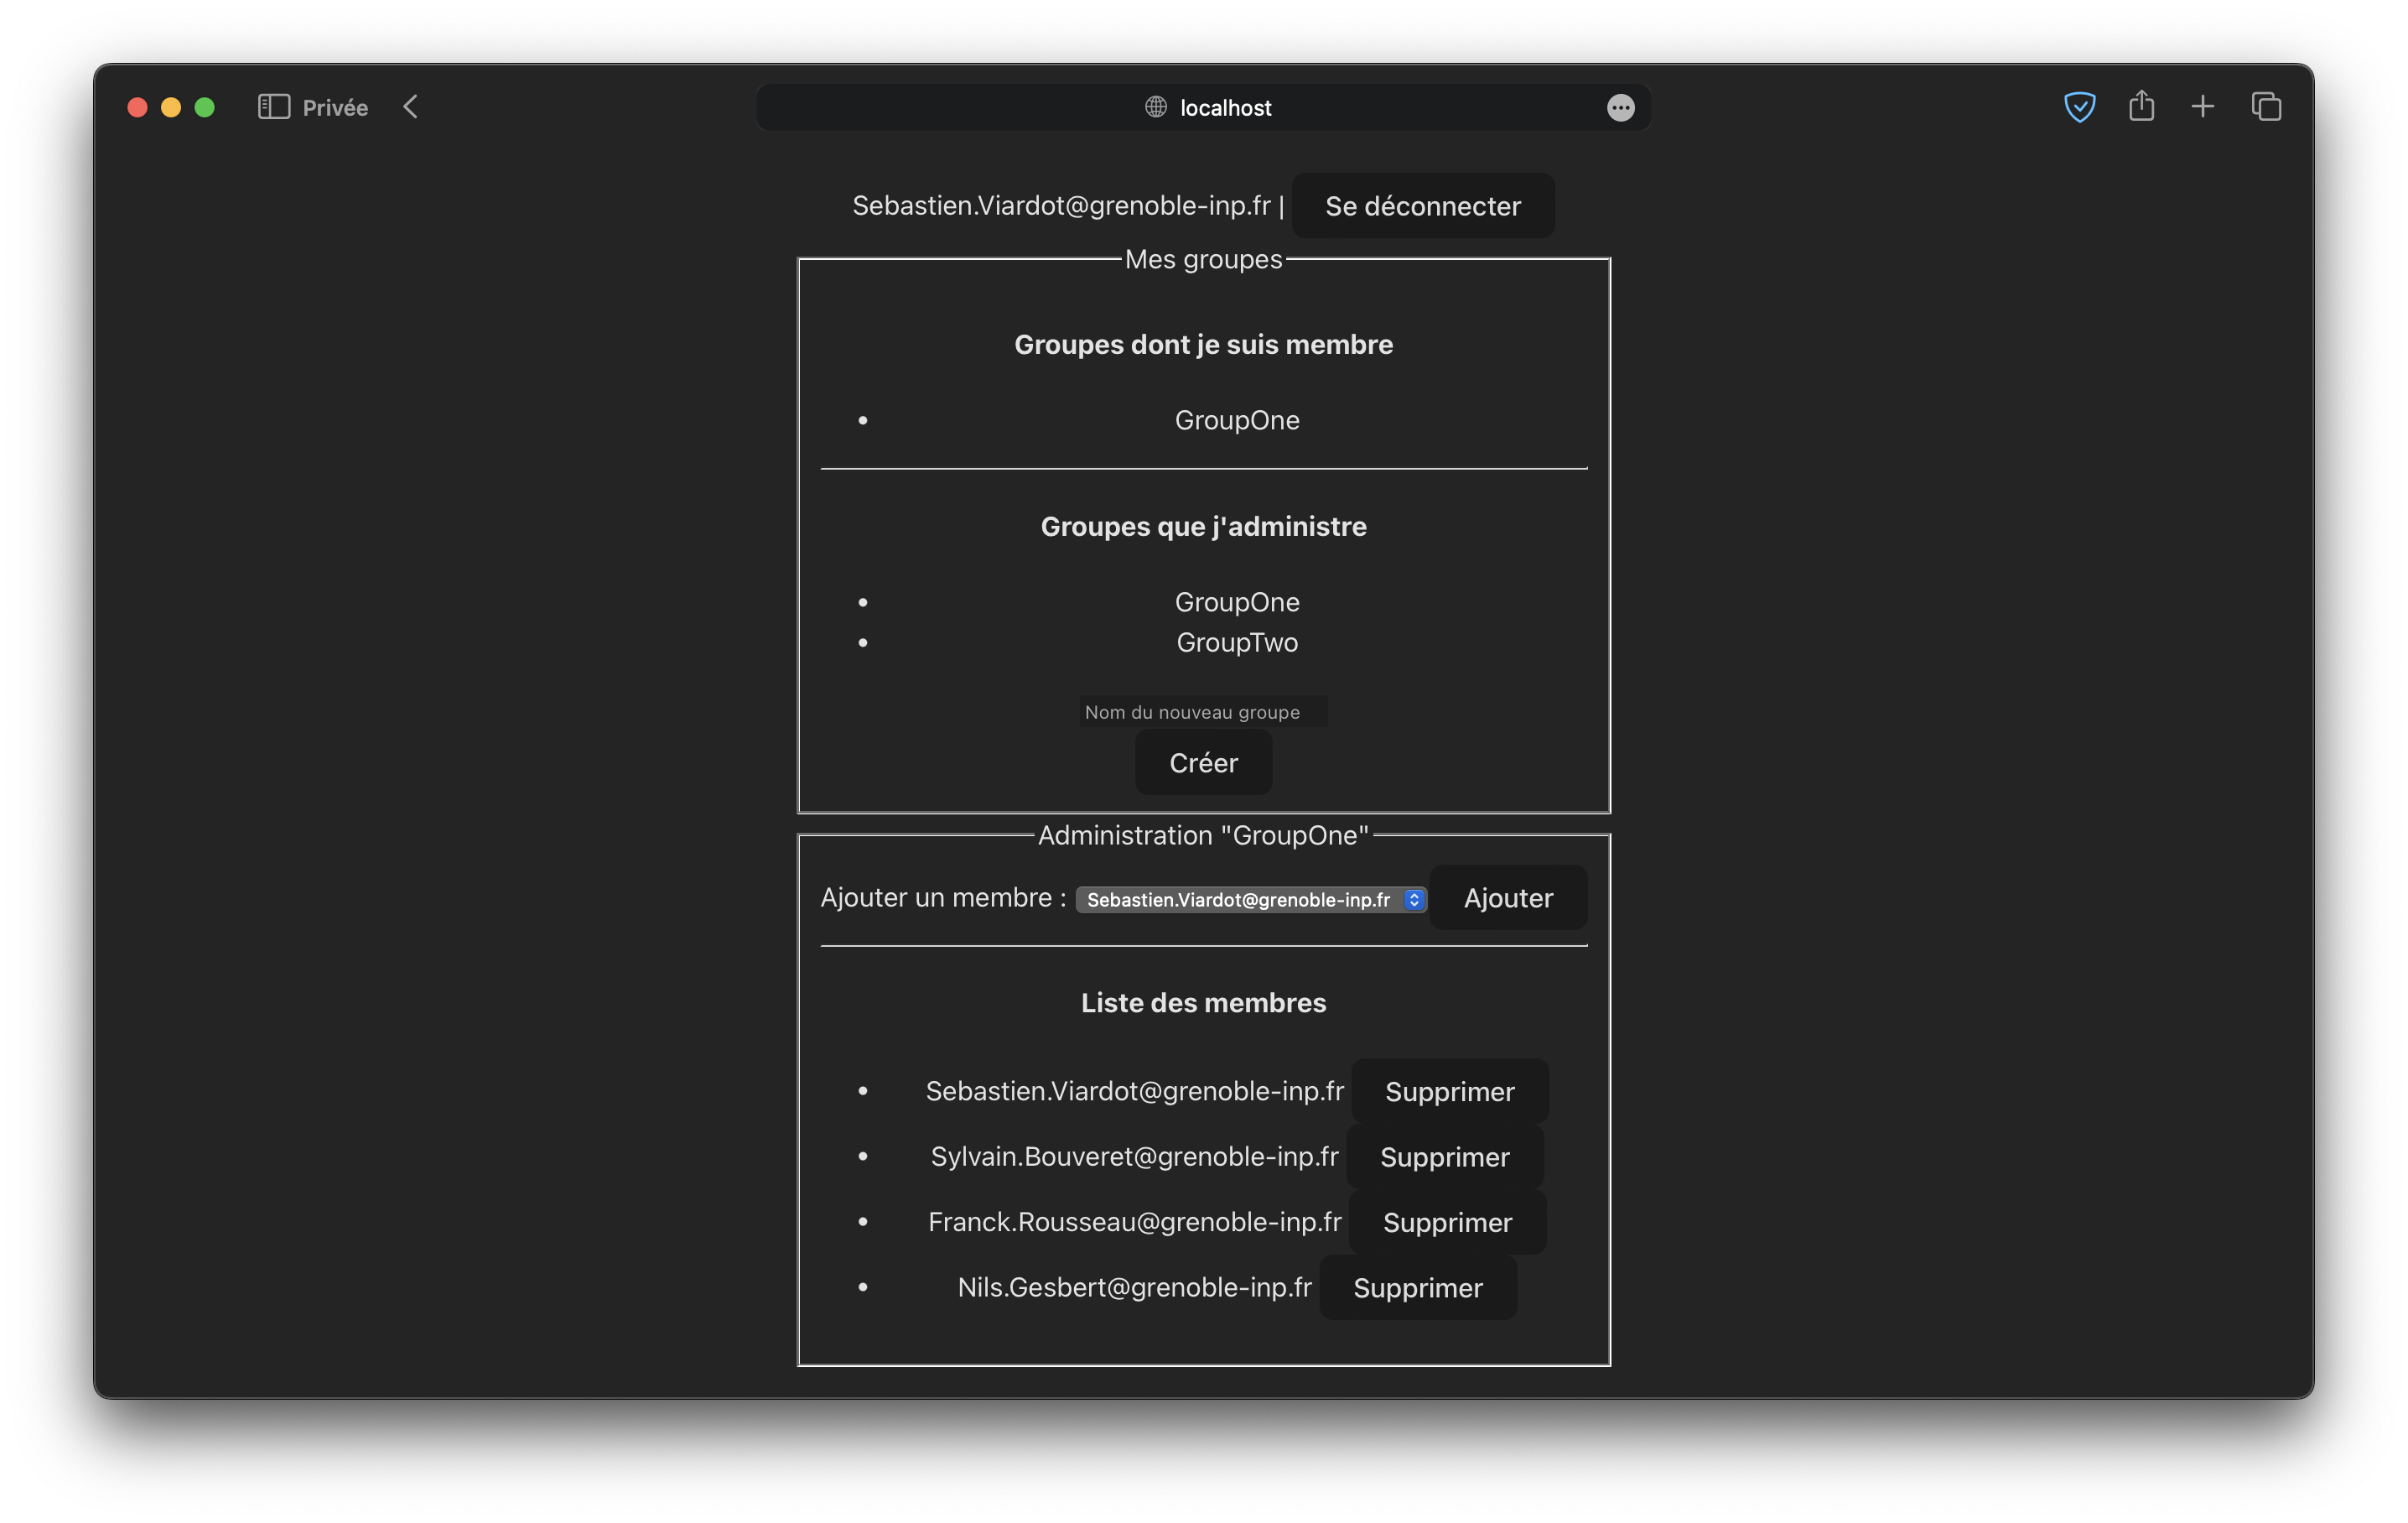 Privée
localhost
Sebastien.Viardot@grenoble-inp.fr | Se déconnecter
Mes groupes
Groupes dont je suis membre
• GroupOne
Groupes que j'administre
• GroupOne
• GroupTwo
Nom du nouveau groupe
Créer
Administration "GroupOne"
Ajouter un membre : Sebastien.Viardot@grenoble-inp.fr Ajouter
Liste des membres
• Sebastien.Viardot@grenoble-inp.fr Supprimer
• Sylvain.Bouveret@grenoble-inp.fr Supprimer
• Franck.Rousseau@grenoble-inp.fr Supprimer
• Nils.Gesbert@grenoble-inp.fr Supprimer